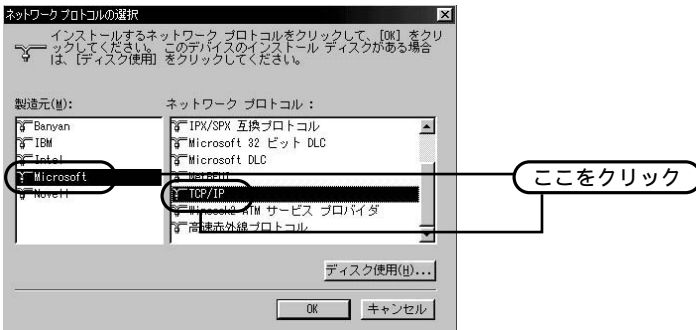 ネットワーク プロトコルの選択
インストールするネットワーク プロトコルをクリックして、[OK] をクリ
ックしてください。 このデバイスのインストール ディスクがある場合
は、[ディスク使用] をクリックしてください。
製造元(M):
Banyan
IBM
Intel
Microsoft
Novell
ネットワーク プロトコル :
IPX/SPX 互換プロトコル
Microsoft 32 ビット DLC
Microsoft DLC
NetBEUI
TCP/IP
Winsock2 ATM サービス プロバイダ
高速赤外線プロトコル
ここをクリック
ディスク使用(H)...
OK
キャンセル